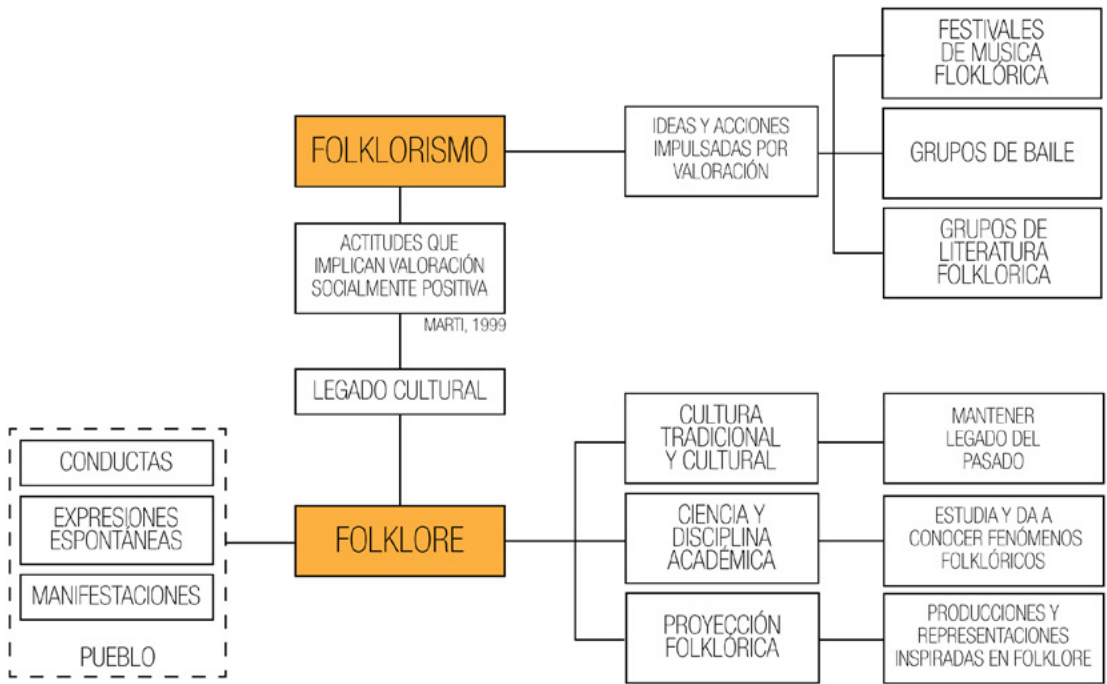 FOLKLORISMO
IDEAS Y ACCIONES
IMPULSADAS POR
VALORACIÓN
FESTIVALES
DE MÚSICA
FLOKLÓRICA
GRUPOS DE BAILE
GRUPOS DE
LITERATURA
FOLKLORICA
ACTITUDES QUE
IMPLICAN VALORACIÓN
SOCIALMENTE POSITIVA
MARTI, 1999
LEGADO CULTURAL
CONDUCTAS
EXPRESIONES
ESPONTÁNEAS
MANIFESTACIONES
PUEBLO
FOLKLORE
CULTURA
TRADICIONAL
Y CULTURAL
MANTENER
LEGADO DEL
PASADO
CIENCIA Y
DISCIPLINA
ACADÉMICA
ESTUDIA Y DA A
CONOCER FENÓMENOS
FOLKLÓRICOS
PROYECCIÓN
FOLKLÓRICA
PRODUCCIONES Y
REPRESENTACIONES
INSPIRADAS EN FOLKLORE